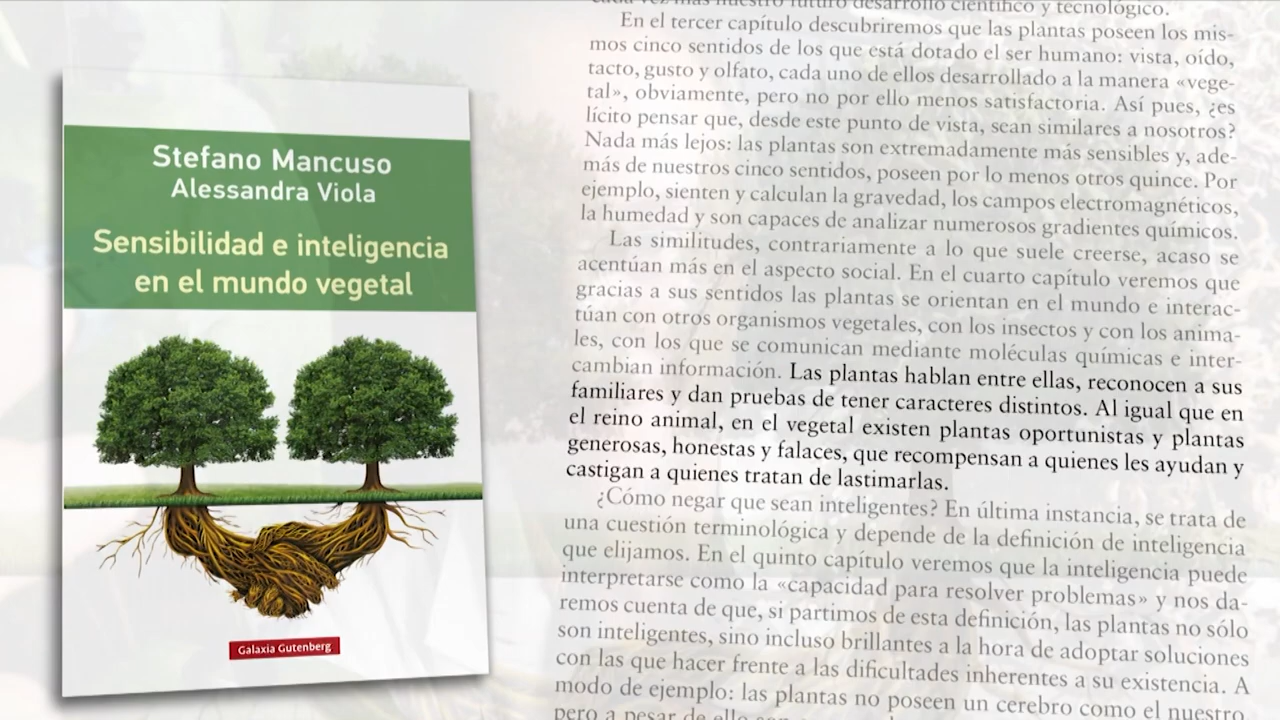 Stefano Mancuso
Alessandra Viola
Sensibilidad e inteligencia
en el mundo vegetal
Galaxia Gutenberg
cada vez más nuestro futuro desarrollo científico y tecnológico.
En el tercer capítulo descubriremos que las plantas poseen los mis-
mos cinco sentidos de los que está dotado el ser humano: vista, oído,
tacto, gusto y olfato, cada uno de ellos desarrollado a la manera «vege-
tal», obviamente, pero no por ello menos satisfactoria. Así pues, ¿es
lícito pensar que, desde este punto de vista, sean similares a nosotros?
Nada más lejos: las plantas son extremadamente más sensibles y, ade-
más de nuestros cinco sentidos, poseen por lo menos otros quince. Por
ejemplo, sienten y calculan la gravedad, los campos electromagnéticos,
la humedad y son capaces de analizar numerosos gradientes químicos.
Las similitudes, contrariamente a lo que suele creerse, acaso se
acentúan más en el aspecto social. En el cuarto capítulo veremos que
gracias a sus sentidos las plantas se orientan en el mundo e interac-
túan con otros organismos vegetales, con los insectos y con los anima-
les, con los que se comunican mediante moléculas químicas e inter-
cambian información. Las plantas hablan entre ellas, reconocen a sus
familiares y dan pruebas de tener caracteres distintos. Al igual que en
el reino animal, en el vegetal existen plantas oportunistas y plantas
generosas, honestas y falaces, que recompensan a quienes les ayudan y
castigan a quienes tratan de lastimarlas.
¿Cómo negar que sean inteligentes? En última instancia, se trata de
una cuestión terminológica y depende de la definición de inteligencia
que elijamos. En el quinto capítulo veremos que la inteligencia puede
interpretarse como la «capacidad para resolver problemas» y nos da-
remos cuenta de que, si partimos de esta definición, las plantas no sólo
son inteligentes, sino incluso brillantes a la hora de adoptar soluciones
con las que hacer frente a las dificultades inherentes a su existencia. A
modo de ejemplo: las plantas no poseen un cerebro como el nuestro,
pero a pesar de ello